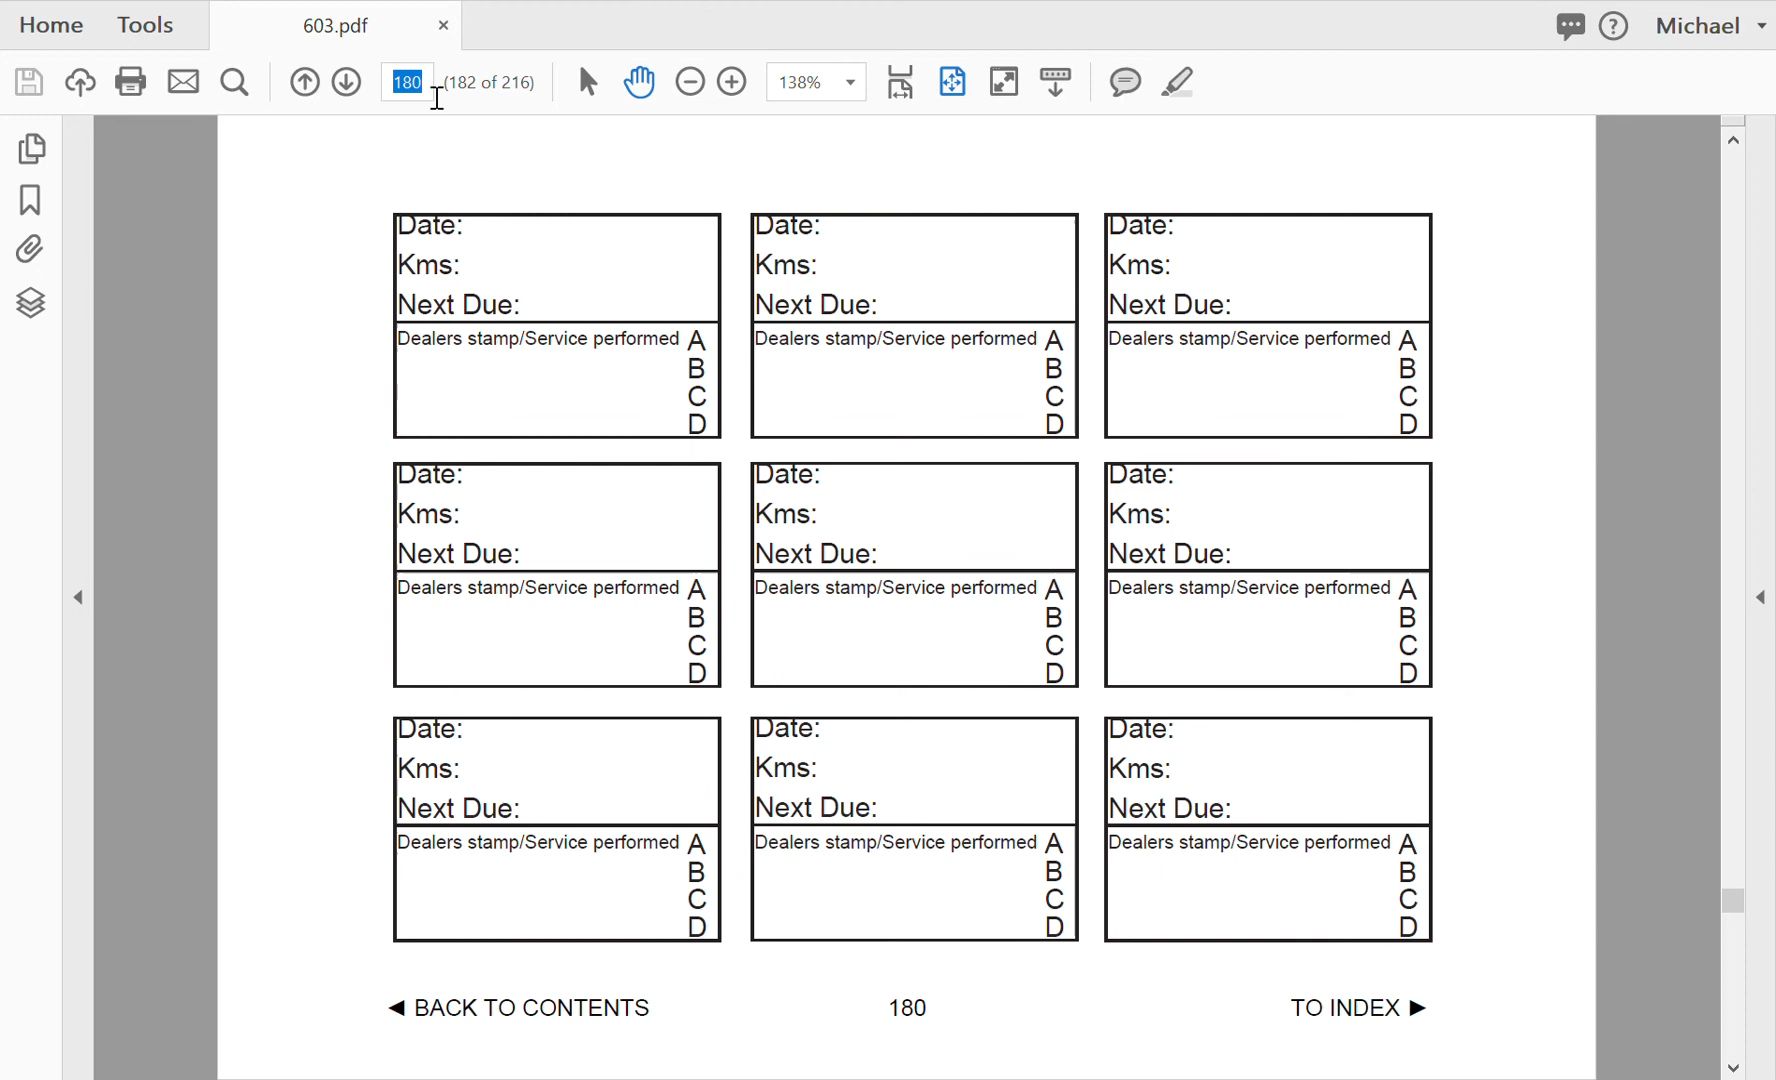 Home Tools 603.pdf × Michael
180 (182 of 216) 138%
Date: Date: Date:
Kms: Kms: Kms:
Next Due: Next Due: Next Due:
Dealers stamp/Service performed A Dealers stamp/Service performed A Dealers stamp/Service performed A
B B B
C C C
D D D
Date: Date: Date:
Kms: Kms: Kms:
Next Due: Next Due: Next Due:
Dealers stamp/Service performed A Dealers stamp/Service performed A Dealers stamp/Service performed A
B B B
C C C
D D D
Date: Date: Date:
Kms: Kms: Kms:
Next Due: Next Due: Next Due:
Dealers stamp/Service performed A Dealers stamp/Service performed A Dealers stamp/Service performed A
B B B
C C C
D D D
◀ BACK TO CONTENTS 180 TO INDEX ▶